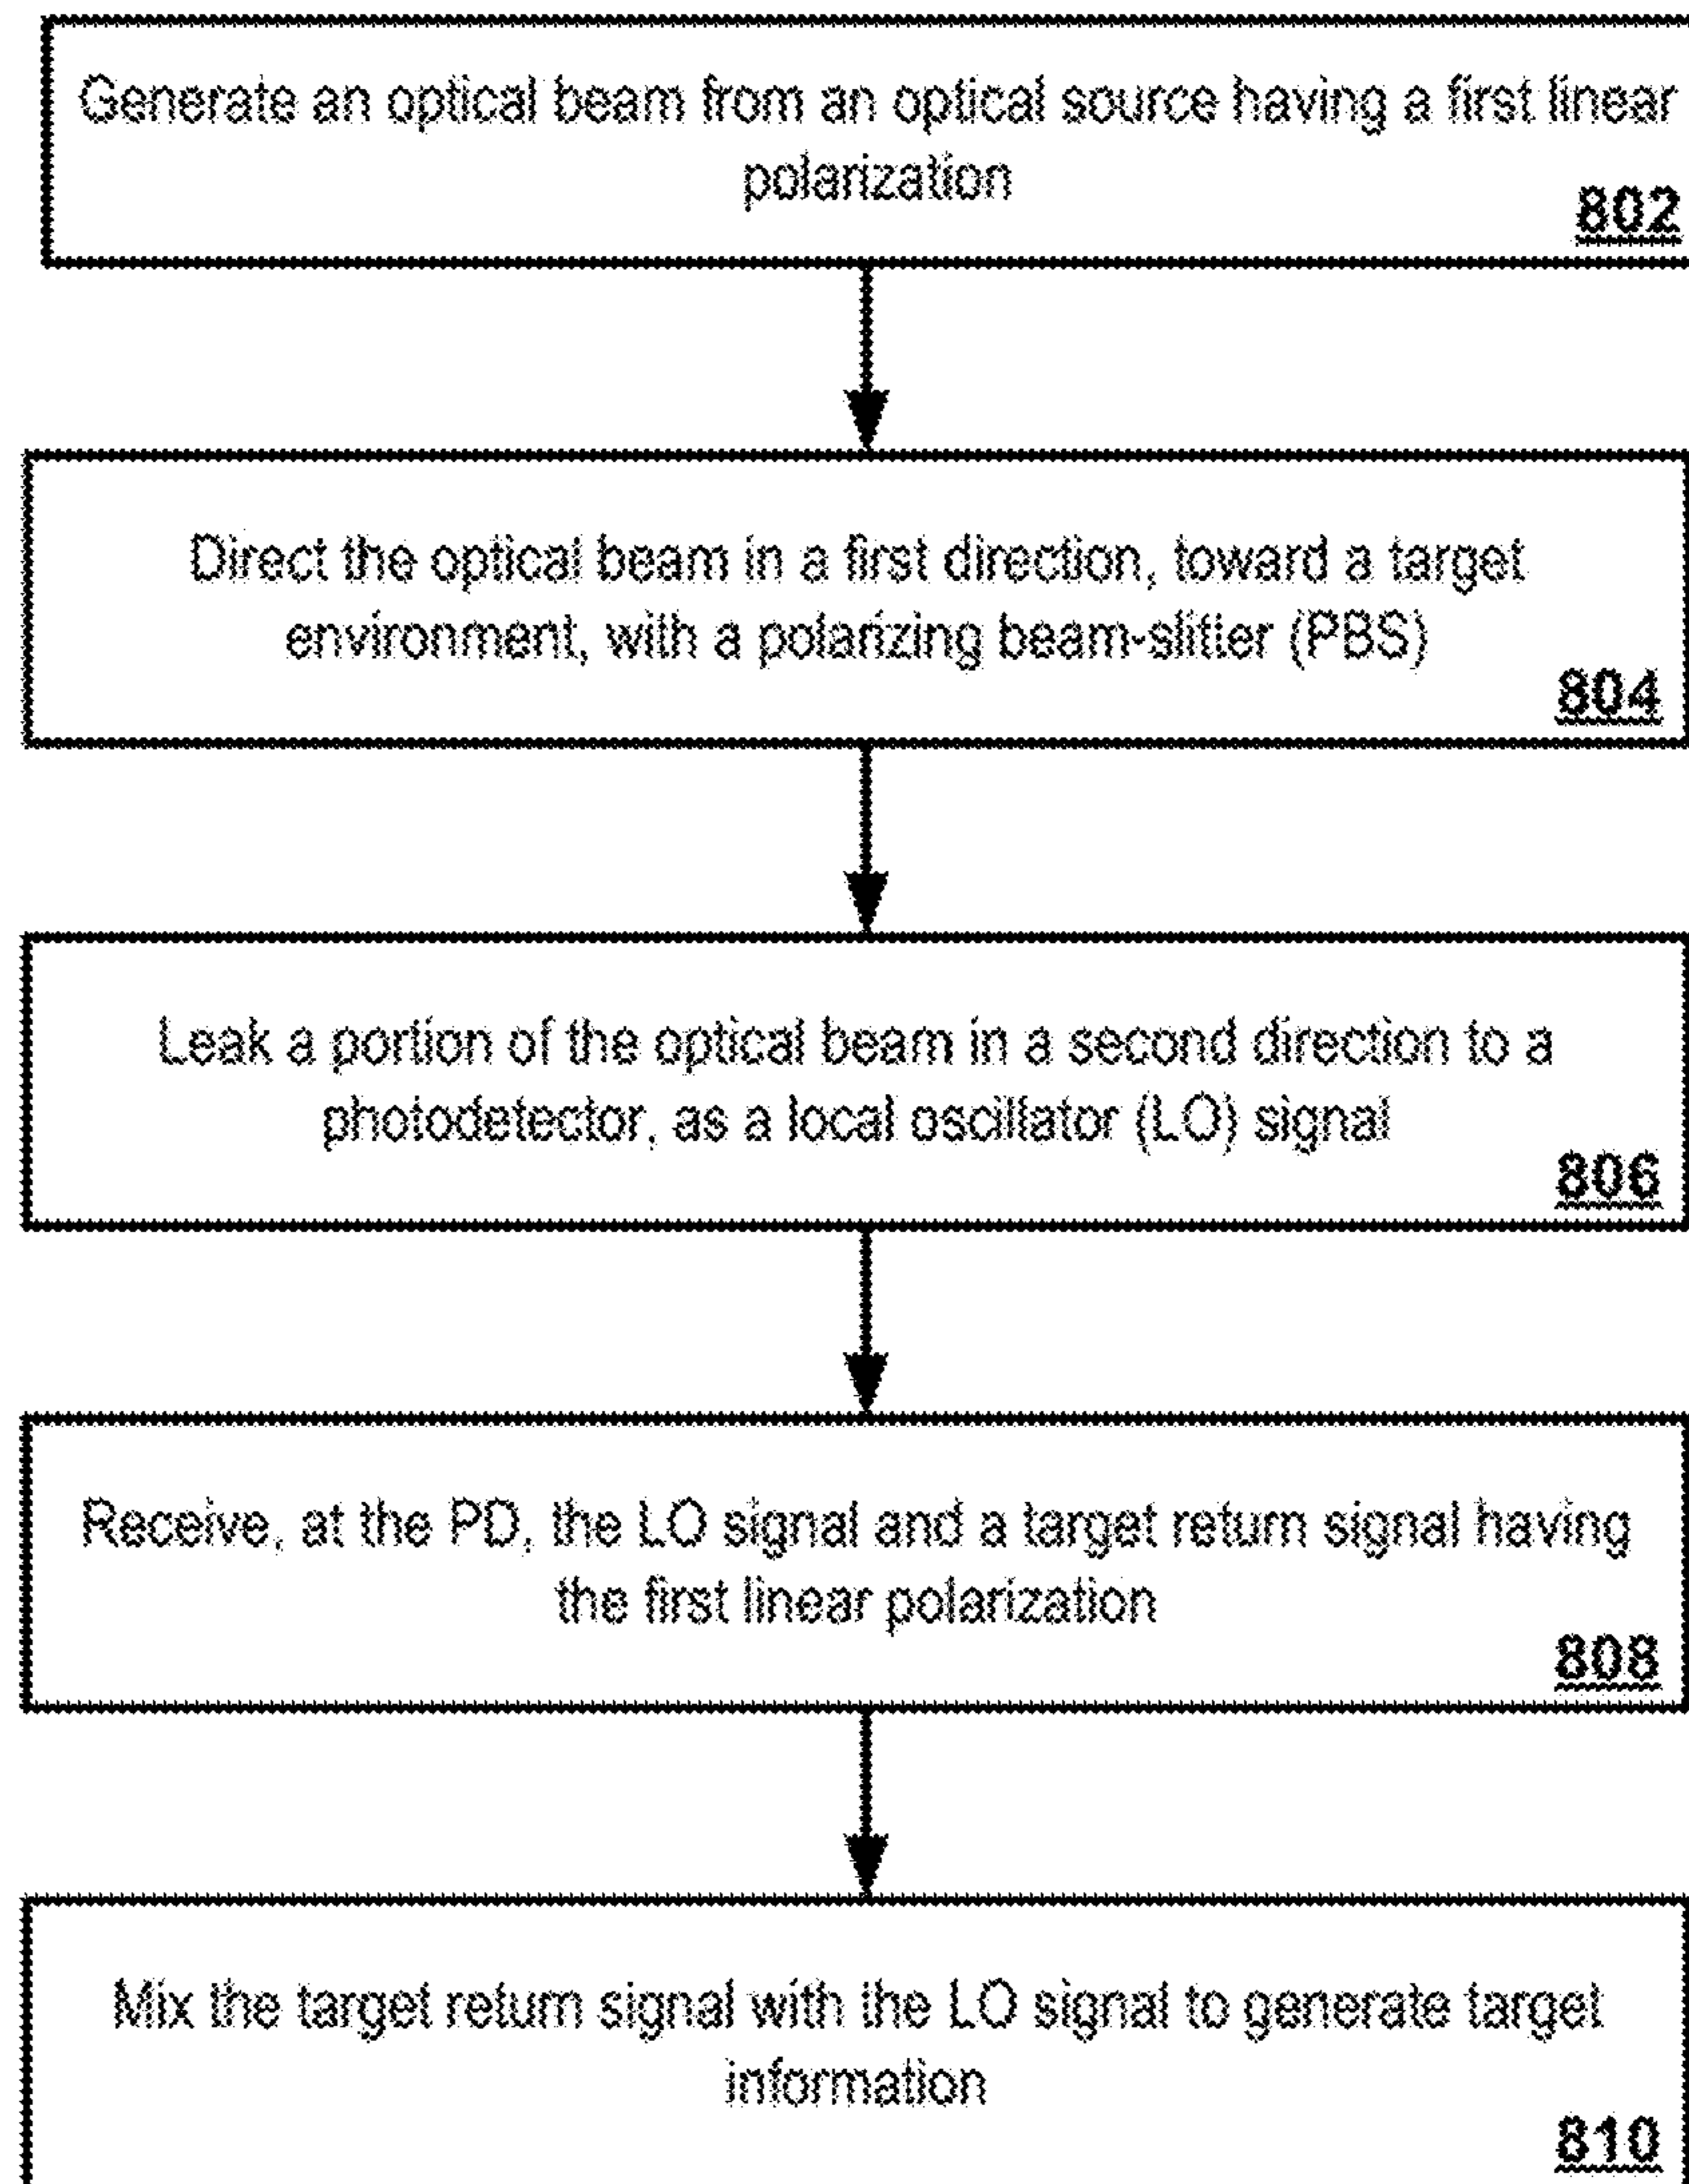 Generate an optical beam from an optical source having a first linear
polarization
802
Direct the optical beam in a first direction, toward a target
environment, with a polarizing beam-slitter (PBS)
804
Leak a portion of the optical beam in a second direction to a
photodetector, as a local oscillator (LO) signal
806
Receive, at the PD, the LO signal and a target return signal having
the first linear polarization
808
Mix the target return signal with the LO signal to generate target
information
810